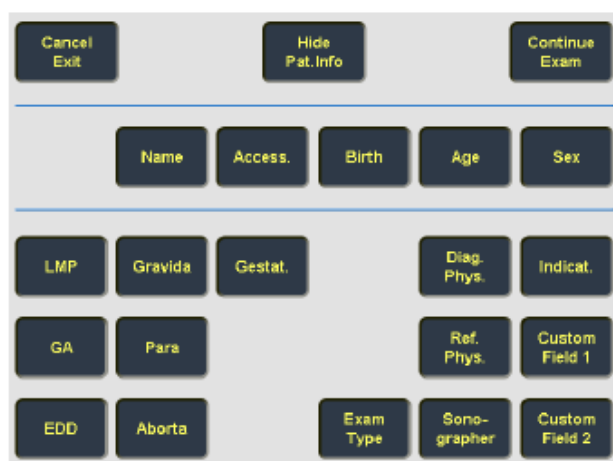 Cancel
Exit
Hide
Pat.Info
Continue
Exam
Name
Access.
Birth
Age
Sex
LMP
Gravida
Gestat.
Diag.
Phys.
Indicat.
GA
Para
Ref.
Phys.
Custom
Field 1
EDD
Aborta
Exam
Type
Sono-
grapher
Custom
Field 2